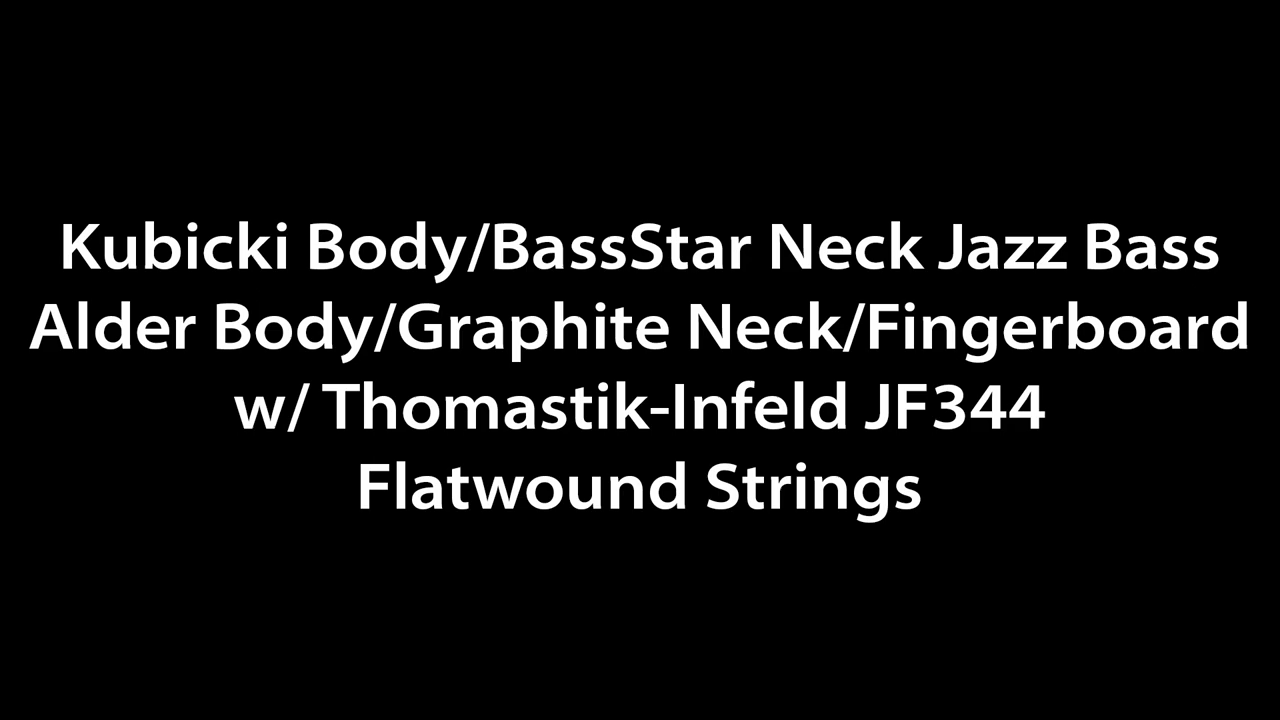 Kubicki Body/BassStar Neck Jazz Bass
Alder Body/Graphite Neck/Fingerboard
w/ Thomastik-Infeld JF344
Flatwound Strings